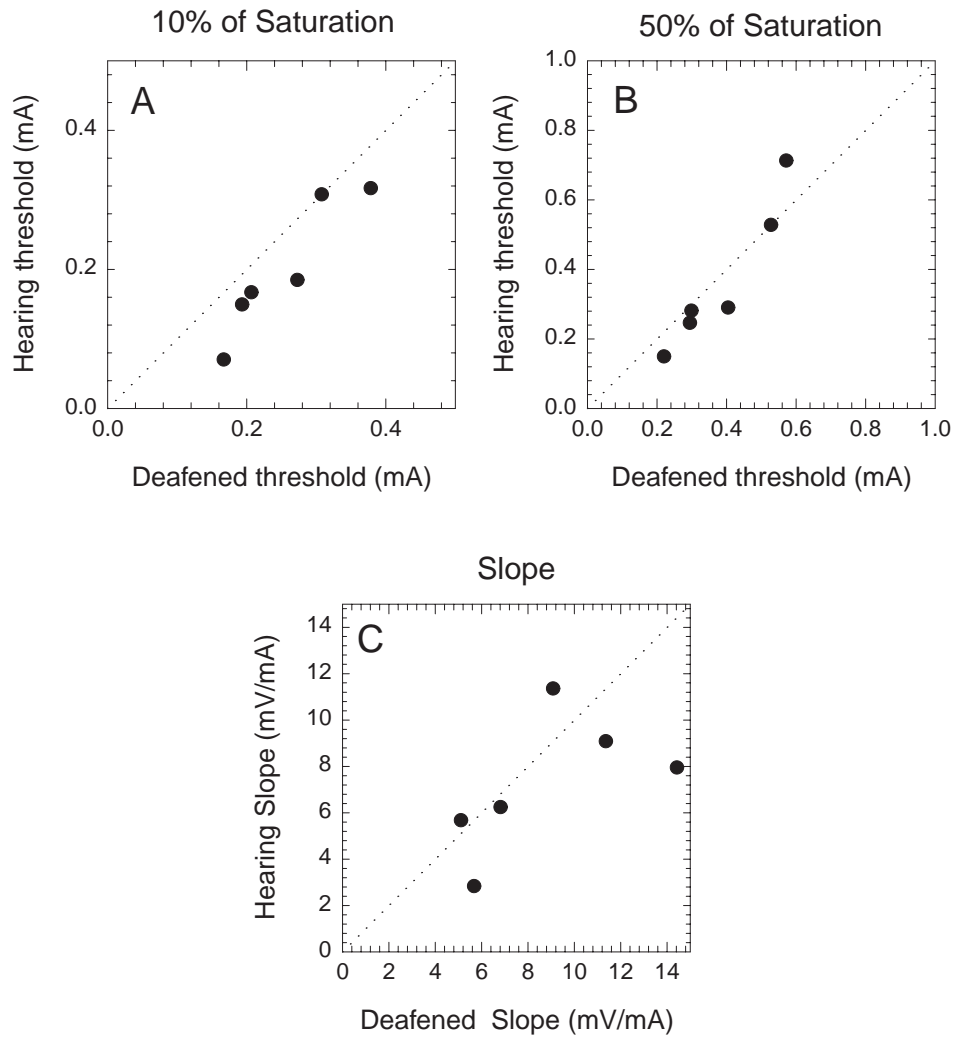 10% of Saturation
50% of Saturation
A
Hearing threshold (mA)
0.4
0.2
0.0
0.0 0.2 0.4
Deafened threshold (mA)
B
Hearing threshold (mA)
1.0
0.8
0.6
0.4
0.2
0.0
0.0 0.2 0.4 0.6 0.8 1.0
Deafened threshold (mA)
Slope
C
Hearing Slope (mV/mA)
14
12
10
8
6
4
2
0
0 2 4 6 8 10 12 14
Deafened Slope (mV/mA)